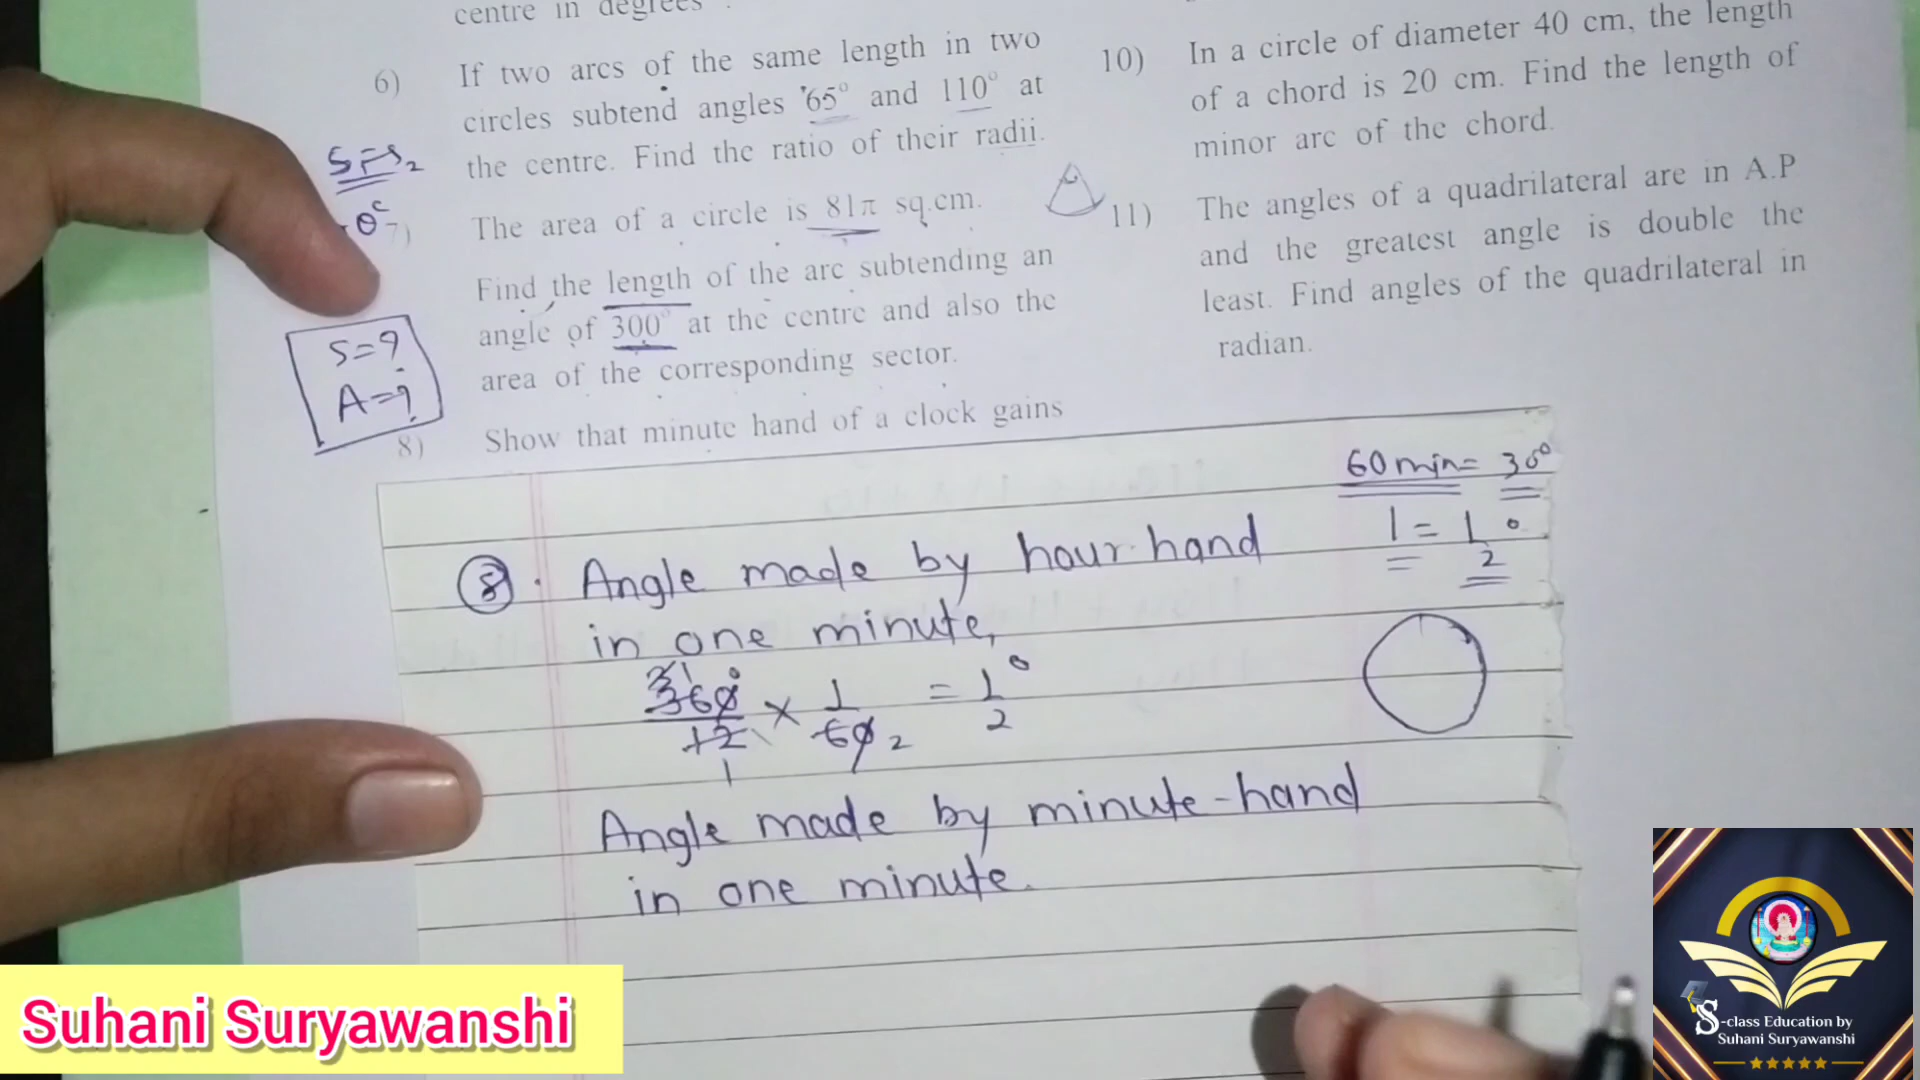 centre in degrees .
6) If two arcs of the same length in two
circles subtend angles 65° and 110° at
the centre. Find the ratio of their radii.
S=S₂
θᶜ
7) The area of a circle is 81π sq.cm.
Find the length of the arc subtending an
angle of 300° at the centre and also the
area of the corresponding sector.
S=?
A=?
8) Show that minute hand of a clock gains
10) In a circle of diameter 40 cm, the length
of a chord is 20 cm. Find the length of
minor arc of the chord.
11) The angles of a quadrilateral are in A.P
and the greatest angle is double the
least. Find angles of the quadrilateral in
radian.
60 min = 30°
1 = 1/2 °
8. Angle made by hour hand
in one minute,
360°/12 × 1/60 = 1/2 °
Angle made by minute-hand
in one minute.
Suhani Suryawanshi
S-class Education by
Suhani Suryawanshi